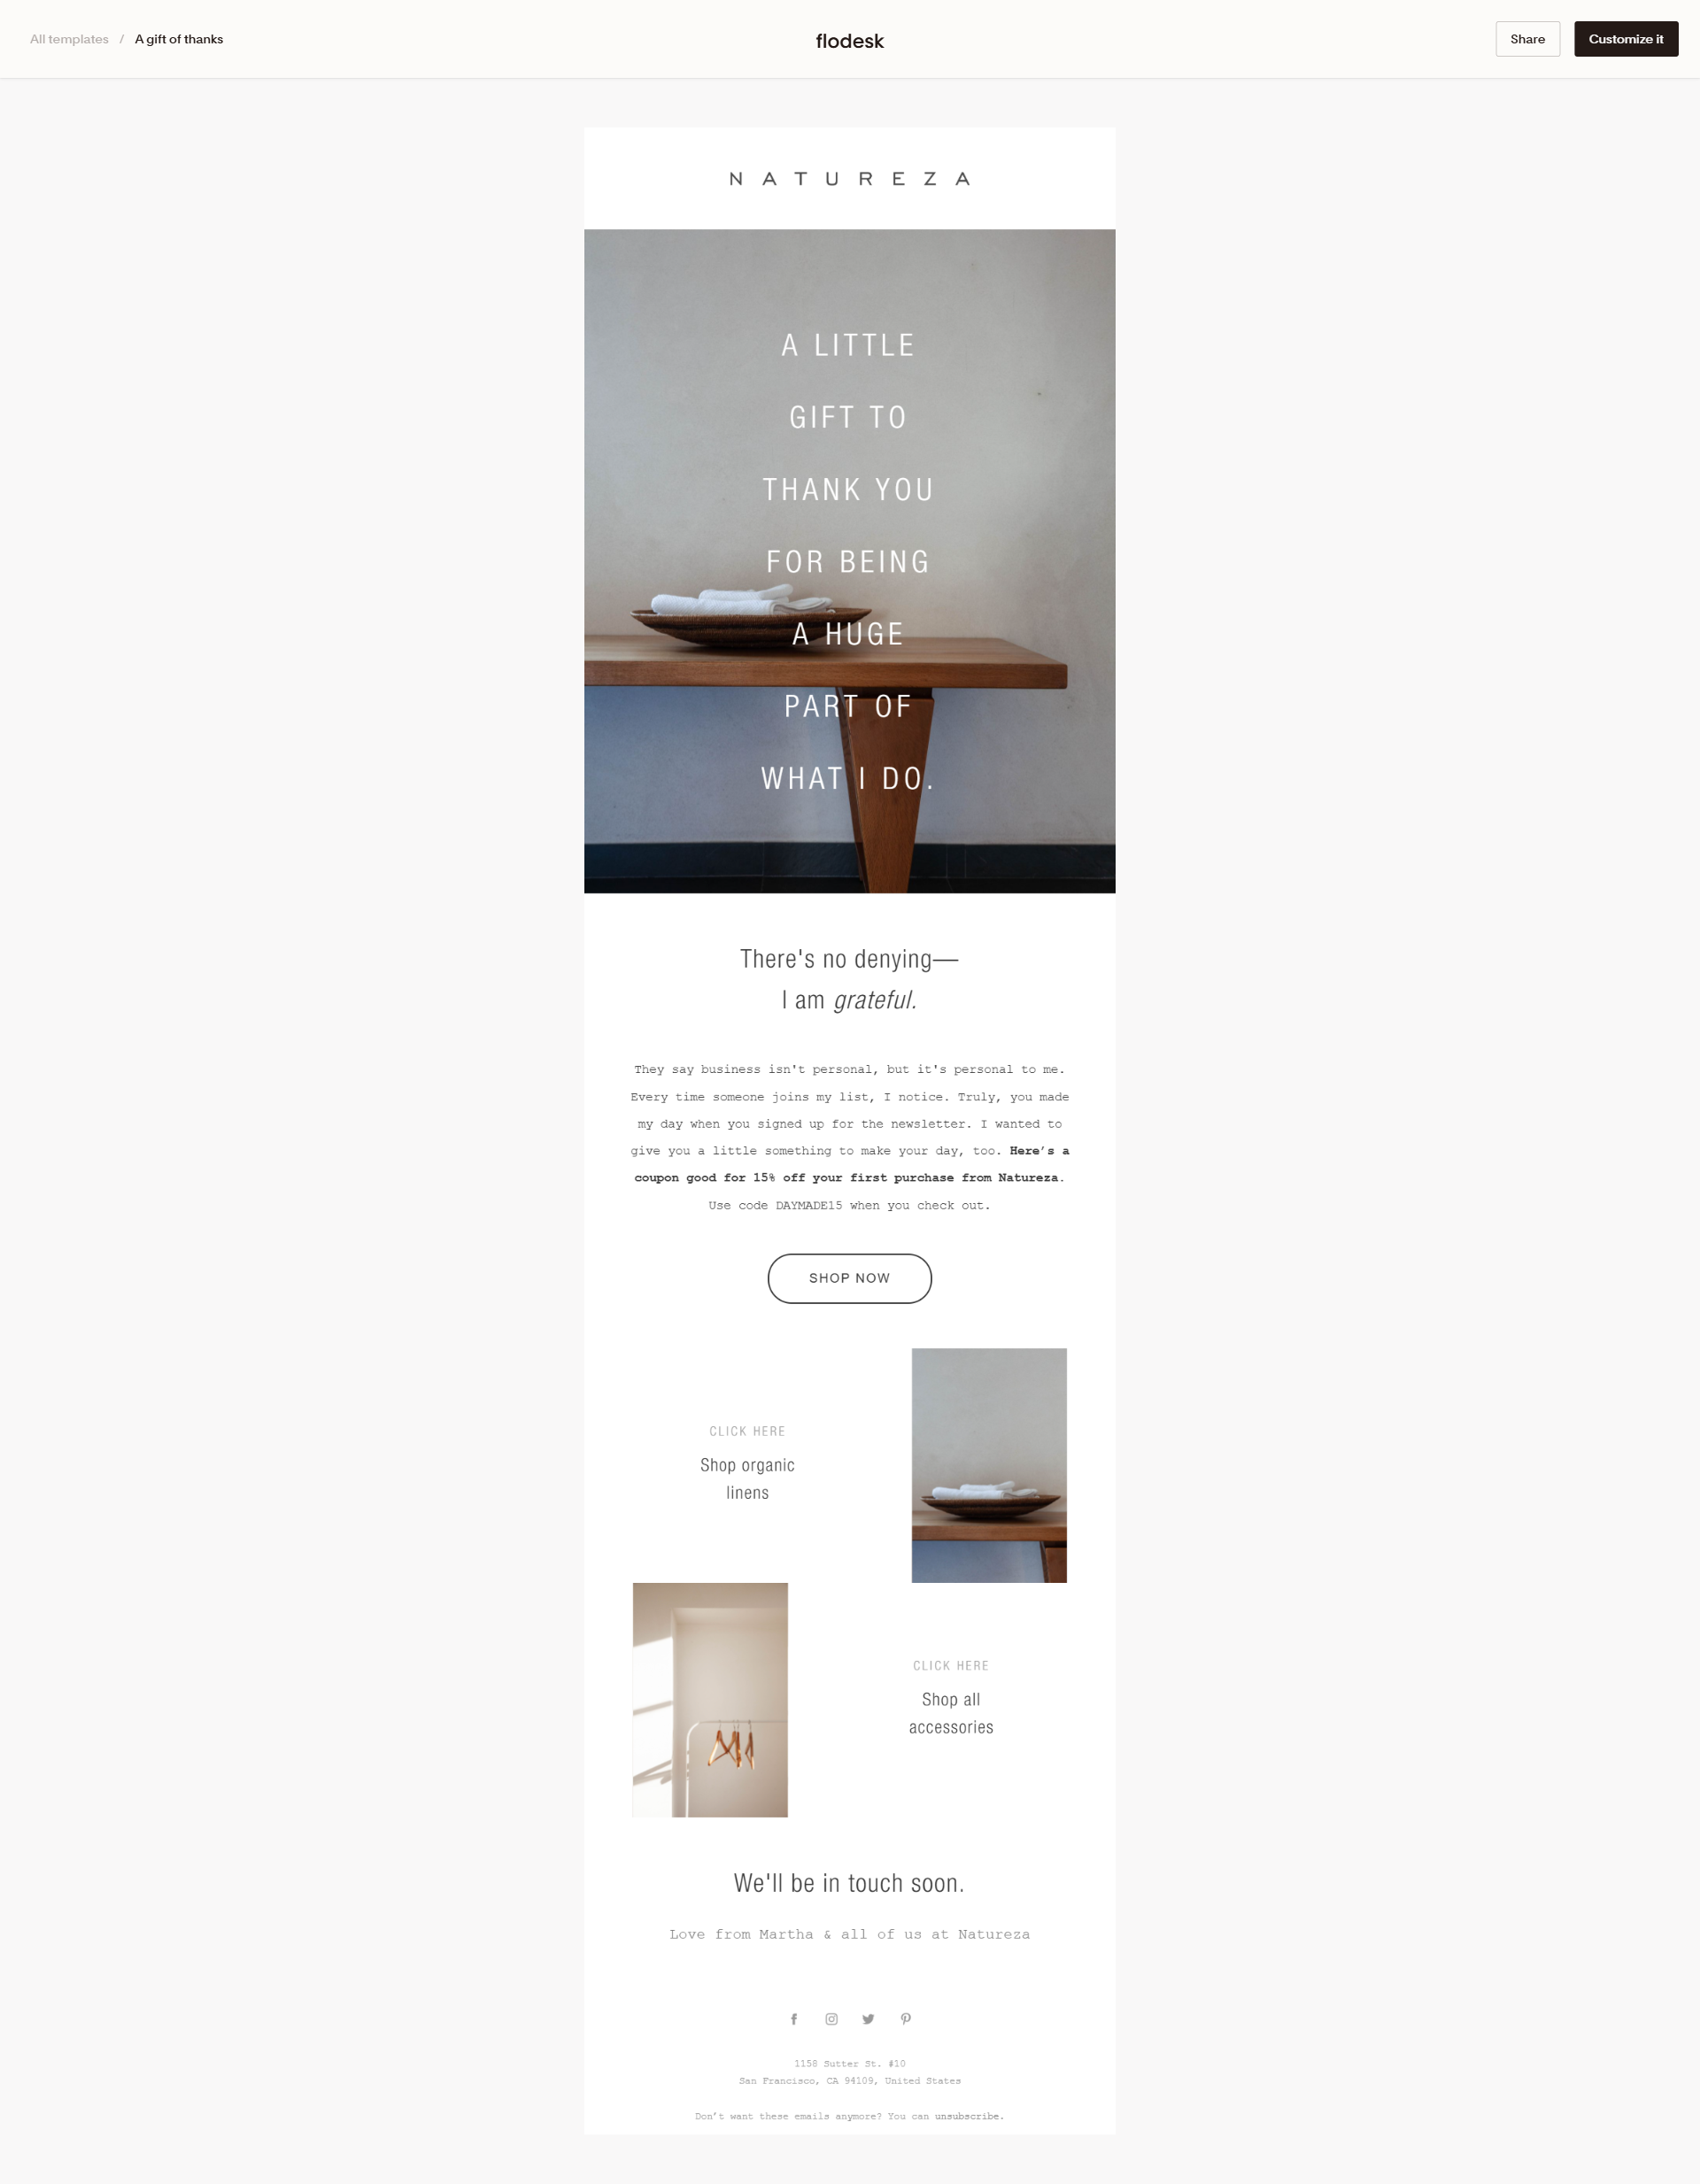 All templates / A gift of thanks
flodesk
Share
Customize it
NATUREZA
A LITTLE
GIFT TO
THANK YOU
FOR BEING
A HUGE
PART OF
WHAT I DO.
There's no denying—
I am grateful.
They say business isn't personal, but it's personal to me.
Every time someone joins my list, I notice. Truly, you made
my day when you signed up for the newsletter. I wanted to
give you a little something to make your day, too. Here’s a
coupon good for 15% off your first purchase from Natureza.
Use code DAYMADE15 when you check out.
SHOP NOW
CLICK HERE
Shop organic
linens
CLICK HERE
Shop all
accessories
We'll be in touch soon.
Love from Martha & all of us at Natureza
1158 Sutter St. #10
San Francisco, CA 94109, United States
Don’t want these emails anymore? You can unsubscribe.